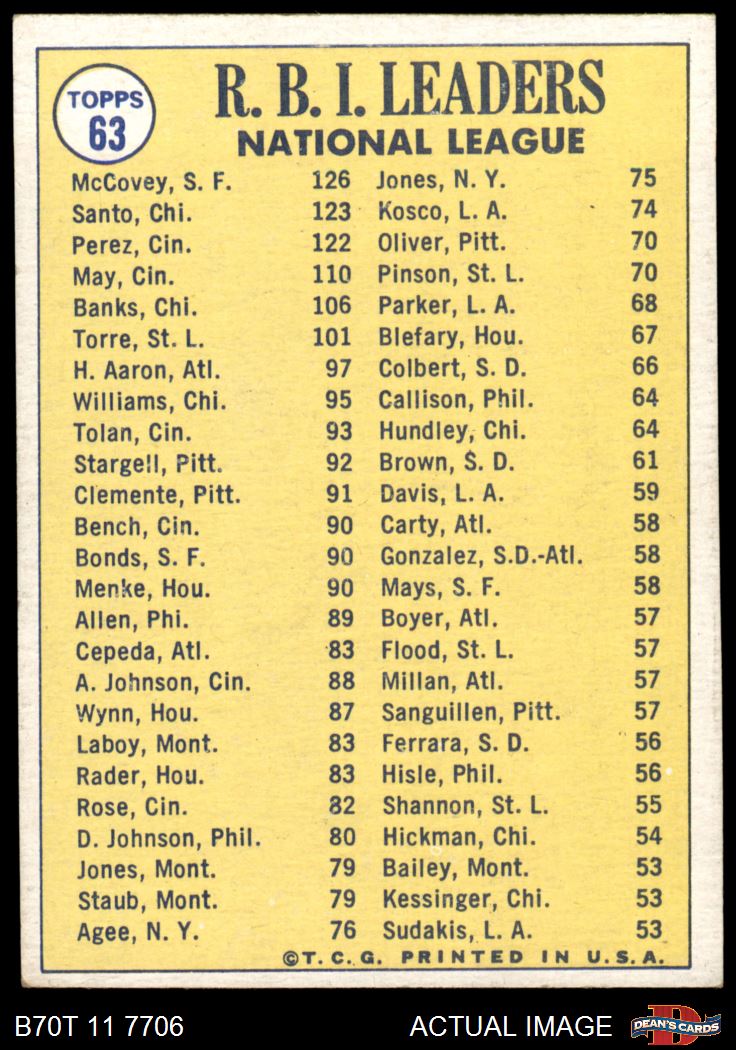 TOPPS
63
R. B. I. LEADERS
NATIONAL LEAGUE
McCovey, S. F. 126
Santo, Chi. 123
Perez, Cin. 122
May, Cin. 110
Banks, Chi. 106
Torre, St. L. 101
H. Aaron, Atl. 97
Williams, Chi. 95
Tolan, Cin. 93
Stargell, Pitt. 92
Clemente, Pitt. 91
Bench, Cin. 90
Bonds, S. F. 90
Menke, Hou. 90
Allen, Phi. 89
Cepeda, Atl. 83
A. Johnson, Cin. 88
Wynn, Hou. 87
Laboy, Mont. 83
Rader, Hou. 83
Rose, Cin. 82
D. Johnson, Phil. 80
Jones, Mont. 79
Staub, Mont. 79
Agee, N. Y. 76
Jones, N. Y. 75
Kosco, L. A. 74
Oliver, Pitt. 70
Pinson, St. L. 70
Parker, L. A. 68
Blefary, Hou. 67
Colbert, S. D. 66
Callison, Phil. 64
Hundley, Chi. 64
Brown, S. D. 61
Davis, L. A. 59
Carty, Atl. 58
Gonzalez, S.D.-Atl. 58
Mays, S. F. 58
Boyer, Atl. 57
Flood, St. L. 57
Millan, Atl. 57
Sanguillen, Pitt. 57
Ferrara, S. D. 56
Hisle, Phil. 56
Shannon, St. L. 55
Hickman, Chi. 54
Bailey, Mont. 53
Kessinger, Chi. 53
Sudakis, L. A. 53
©T. C. G. PRINTED IN U. S. A.
B70T 11 7706
ACTUAL IMAGE
D
DEAN'S CARDS